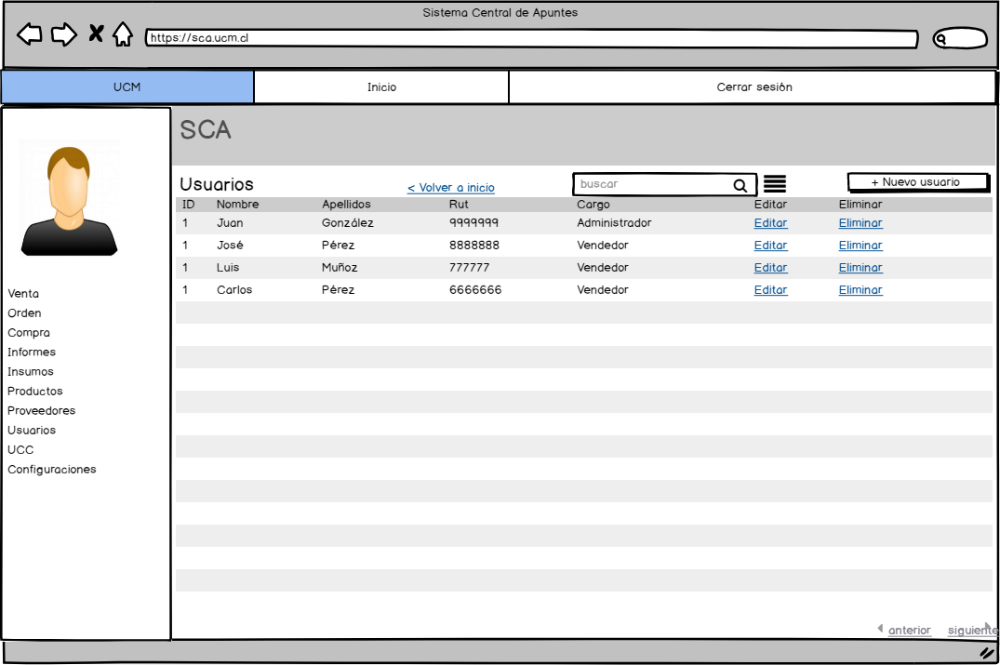 Sistema Central de Apuntes
https://sca.ucm.cl
UCM Inicio Cerrar sesión
SCA
Usuarios < Volver a inicio buscar + Nuevo usuario
ID Nombre Apellidos Rut Cargo Editar Eliminar
1 Juan González 9999999 Administrador Editar Eliminar
1 José Pérez 8888888 Vendedor Editar Eliminar
1 Luis Muñoz 777777 Vendedor Editar Eliminar
1 Carlos Pérez 6666666 Vendedor Editar Eliminar
Venta
Orden
Compra
Informes
Insumos
Productos
Proveedores
Usuarios
UCC
Configuraciones
anterior siguiente